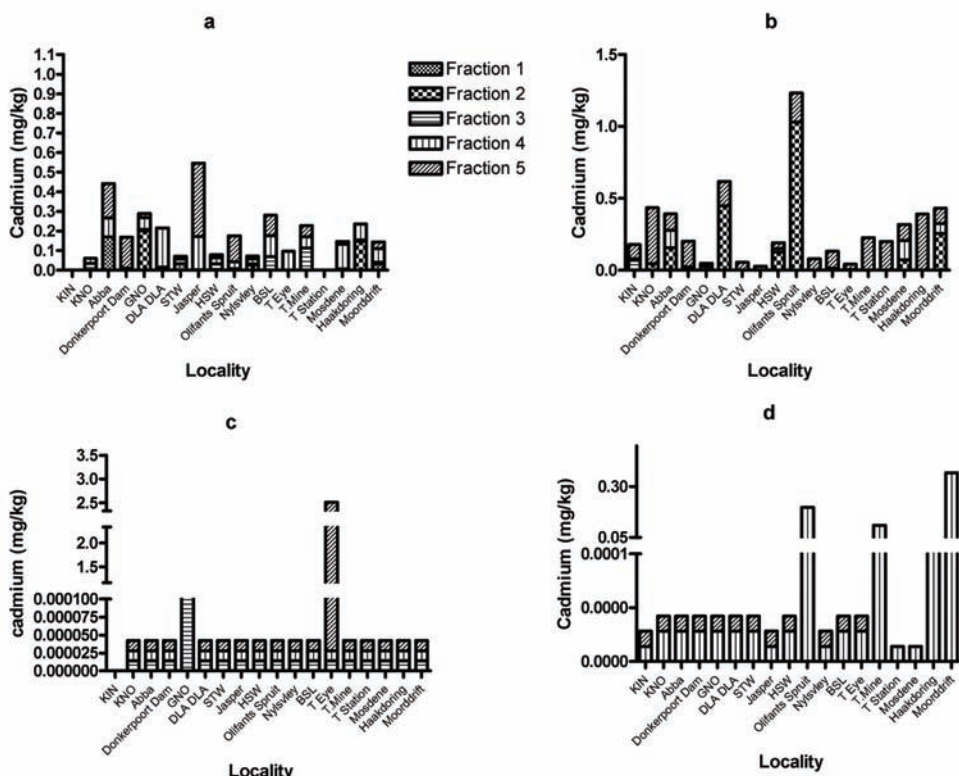 a
Cadmium (mg/kg)
1.1
1.0
0.9
0.8
0.7
0.6
0.5
0.4
0.3
0.2
0.1
0.0
KIN
KNO
Abba
Donkerpoort Dam
GNO
DLA DLA
STW
Jasper
HSW
Olifants Spruit
Nylsvley
BSL
T Eye
T.Mine
T Station
Mosdene
Haakdoring
Moorddrift
Locality
Fraction 1
Fraction 2
Fraction 3
Fraction 4
Fraction 5
b
Cadmium (mg/kg)
1.5
1.0
0.5
0.0
KIN
KNO
Abba
Donkerpoort Dam
GNO
DLA DLA
STW
Jasper
HSW
Olifants Spruit
Nylsvley
BSL
T Eye
T.Mine
T Station
Mosdene
Haakdoring
Moorddrift
Locality
c
cadmium (mg/kg)
3.5
3.0
2.5
2.0
1.5
0.000100
0.000075
0.000050
0.000025
0.000000
KIN
KNO
Abba
Donkerpoort Dam
GNO
DLA DLA
STW
Jasper
HSW
Olifants Spruit
Nylsvley
BSL
T Eye
T.Mine
T Station
Mosdene
Haakdoring
Moorddrift
Locality
d
Cadmium (mg/kg)
0.30
0.05
0.0001
0.0000
0.0000
KIN
KNO
Abba
Donkerpoort Dam
GNO
DLA DLA
STW
Jasper
HSW
Olifants Spruit
Nylsvley
BSL
T Eye
T.Mine
T Station
Mosdene
Haakdoring
Moorddrift
Locality